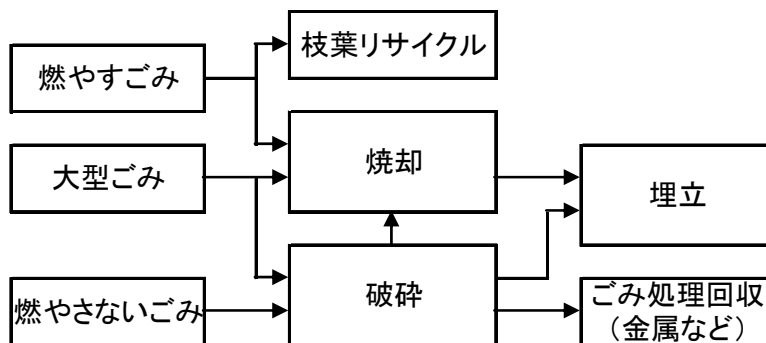 枝葉リサイクル
燃やすごみ
焼却
大型ごみ
埋立
破砕
燃やさないごみ
ごみ処理回収
（金属など）